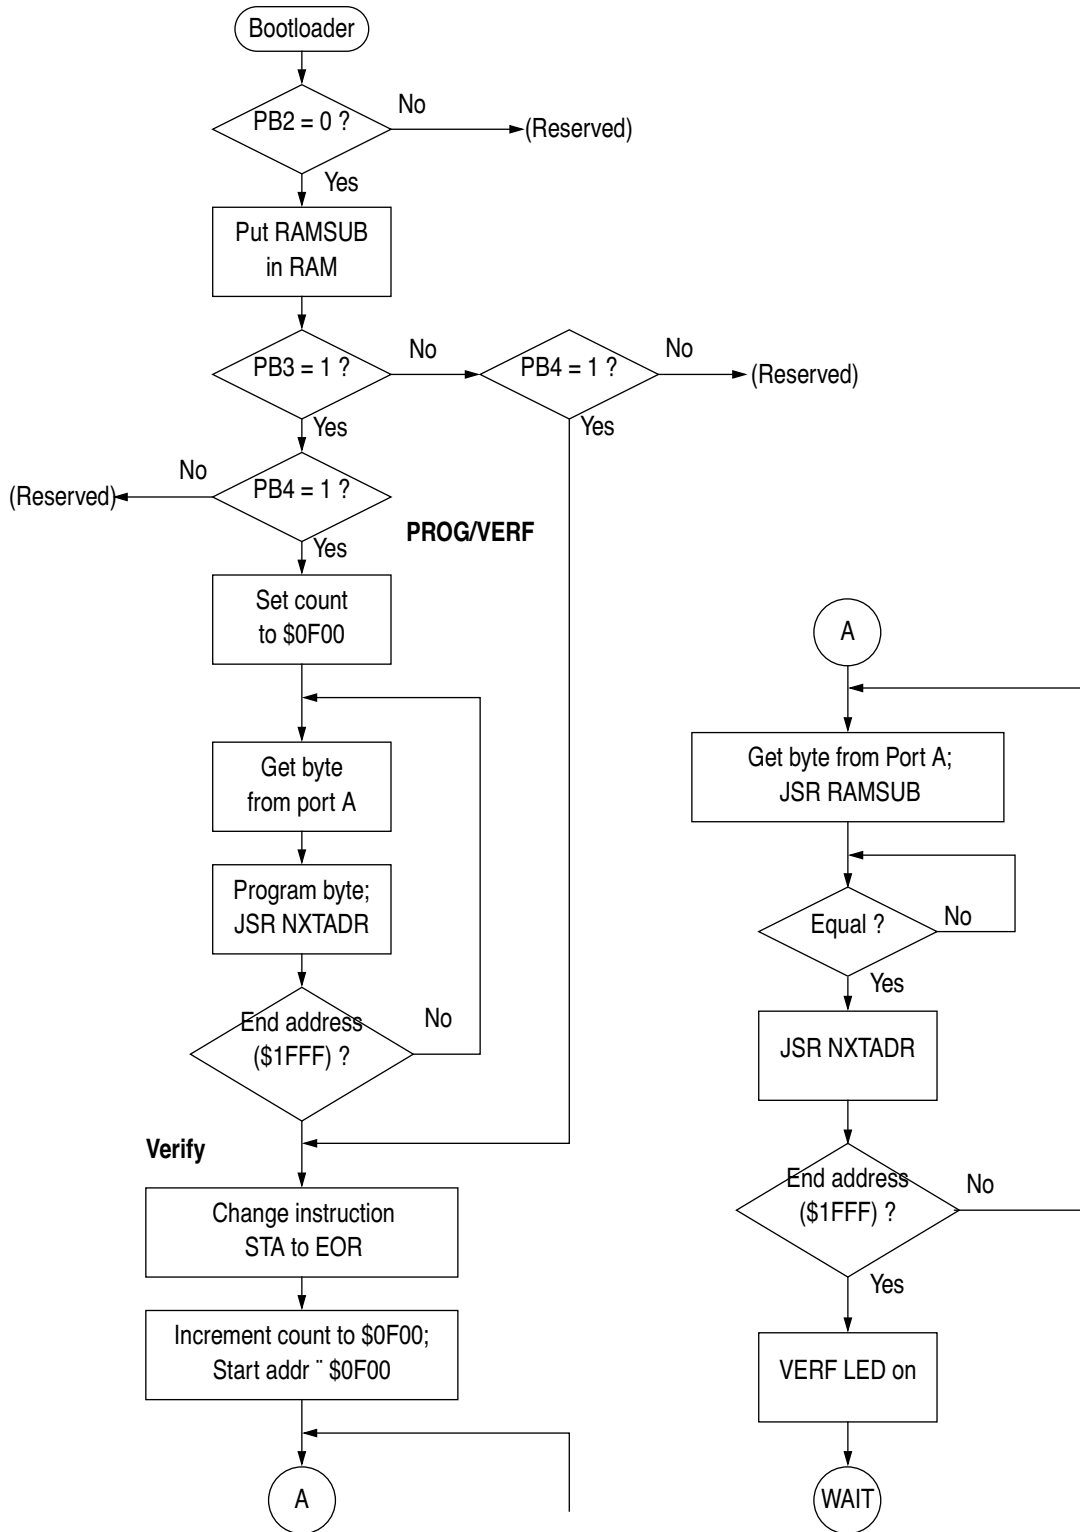 Bootloader
PB2 = 0 ?
No
(Reserved)
Yes
Put RAMSUB
in RAM
PB3 = 1 ?
No
PB4 = 1 ?
No
(Reserved)
Yes
Yes
No
(Reserved)
PB4 = 1 ?
PROG/VERF
Yes
Set count
to $0F00
Get byte
from port A
Program byte;
JSR NXTADR
End address
($1FFF) ?
No
Verify
Change instruction
STA to EOR
Increment count to $0F00;
Start addr ¨ $0F00
A
A
Get byte from Port A;
JSR RAMSUB
Equal ?
No
Yes
JSR NXTADR
End address
($1FFF) ?
No
Yes
VERF LED on
WAIT